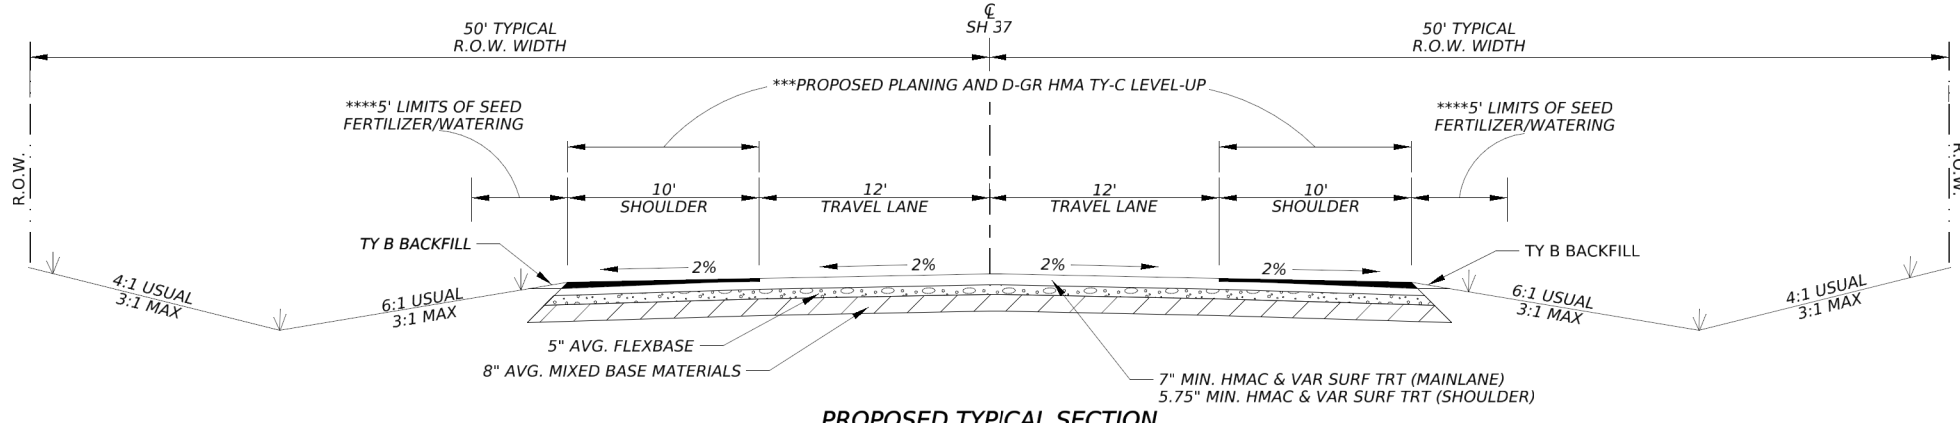 ℄
SH 37
50' TYPICAL
R.O.W. WIDTH
50' TYPICAL
R.O.W. WIDTH
***PROPOSED PLANING AND D-GR HMA TY-C LEVEL-UP
****5' LIMITS OF SEED
FERTILIZER/WATERING
****5' LIMITS OF SEED
FERTILIZER/WATERING
R.O.W.
R.O.W.
10'
SHOULDER
12'
TRAVEL LANE
12'
TRAVEL LANE
10'
SHOULDER
TY B BACKFILL
TY B BACKFILL
2%
2%
2%
2%
4:1 USUAL
3:1 MAX
6:1 USUAL
3:1 MAX
6:1 USUAL
3:1 MAX
4:1 USUAL
3:1 MAX
5" AVG. FLEXBASE
8" AVG. MIXED BASE MATERIALS
7" MIN. HMAC & VAR SURF TRT (MAINLANE)
5.75" MIN. HMAC & VAR SURF TRT (SHOULDER)
PROPOSED TYPICAL SECTION